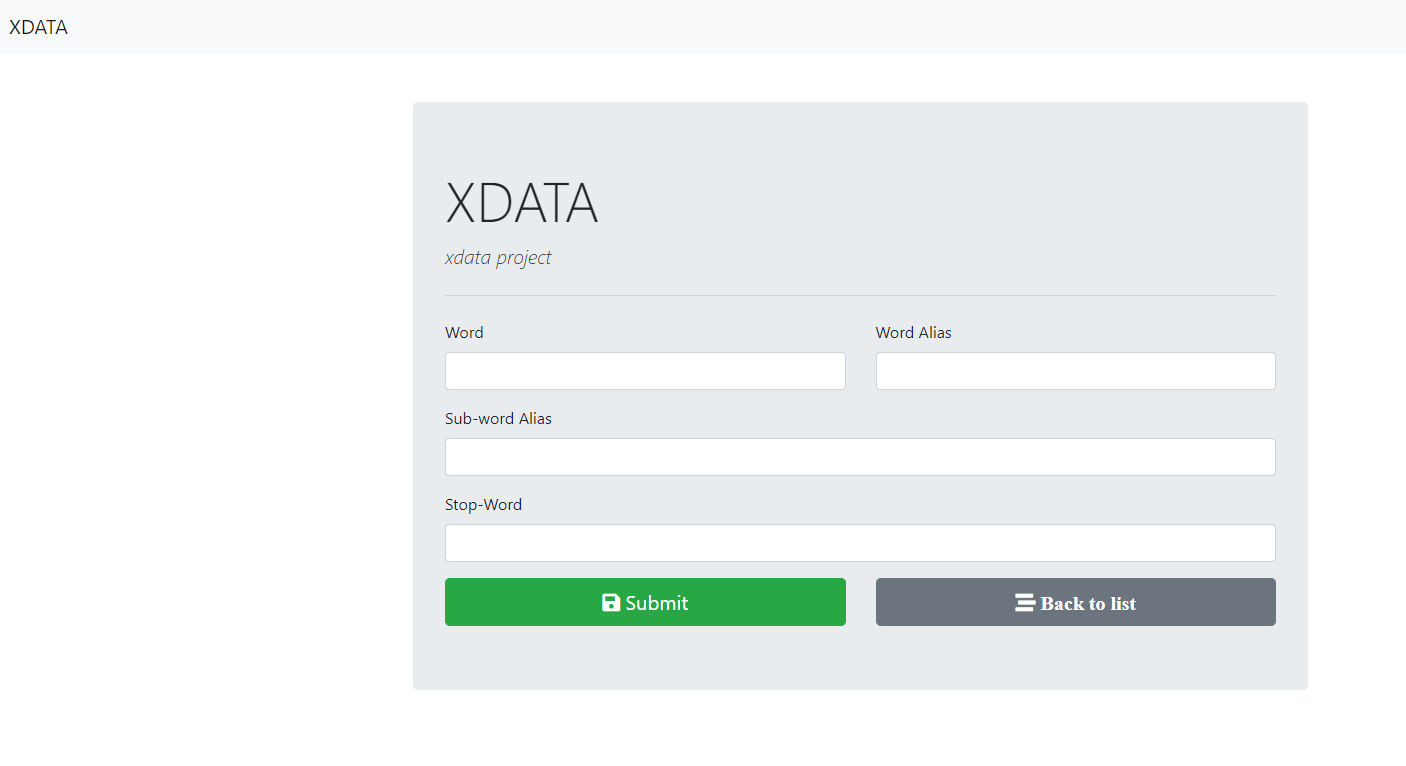 XDATA
XDATA
xdata project
Word
Word Alias
Sub-word Alias
Stop-Word
Submit
Back to list